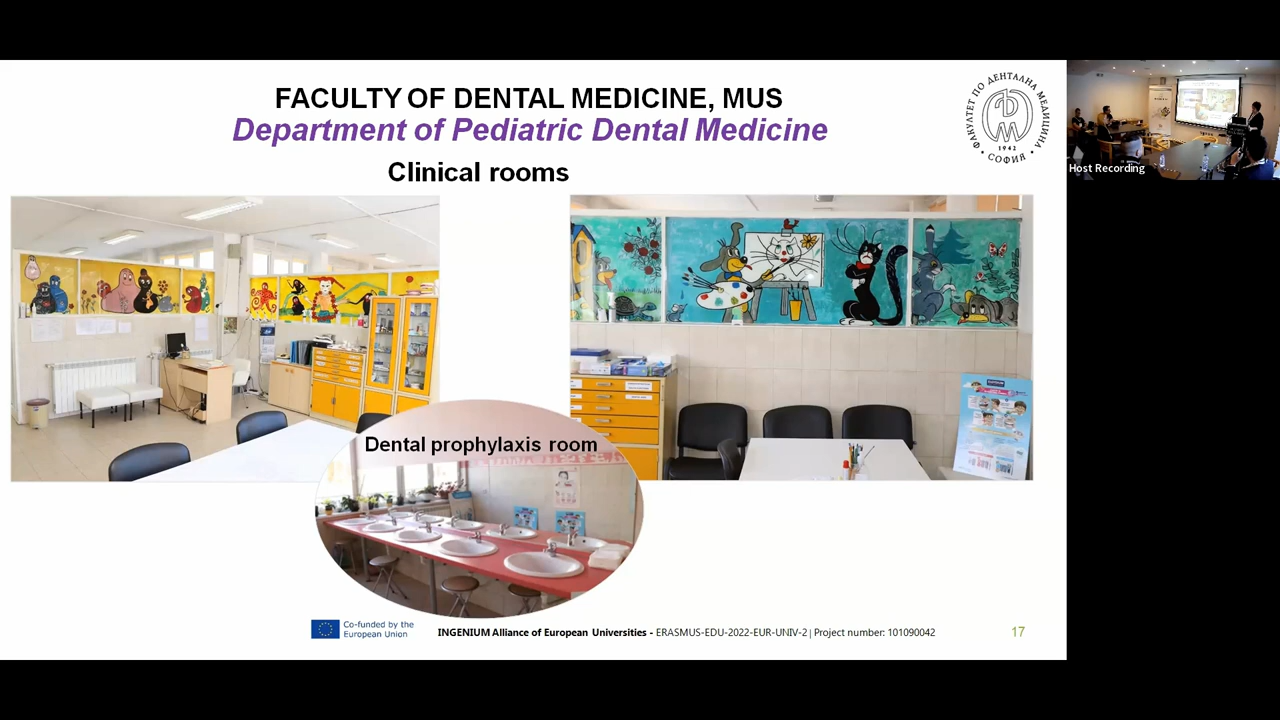 FACULTY OF DENTAL MEDICINE, MUS
Department of Pediatric Dental Medicine
Clinical rooms
ФАКУЛТЕТ ПО ДЕНТАЛНА МЕДИЦИНА
1942
• СОФИЯ •
Host Recording
Dental prophylaxis room
Co-funded by the
European Union
INGENIUM Alliance of European Universities - ERASMUS-EDU-2022-EUR-UNIV-2 | Project number: 101090042
17